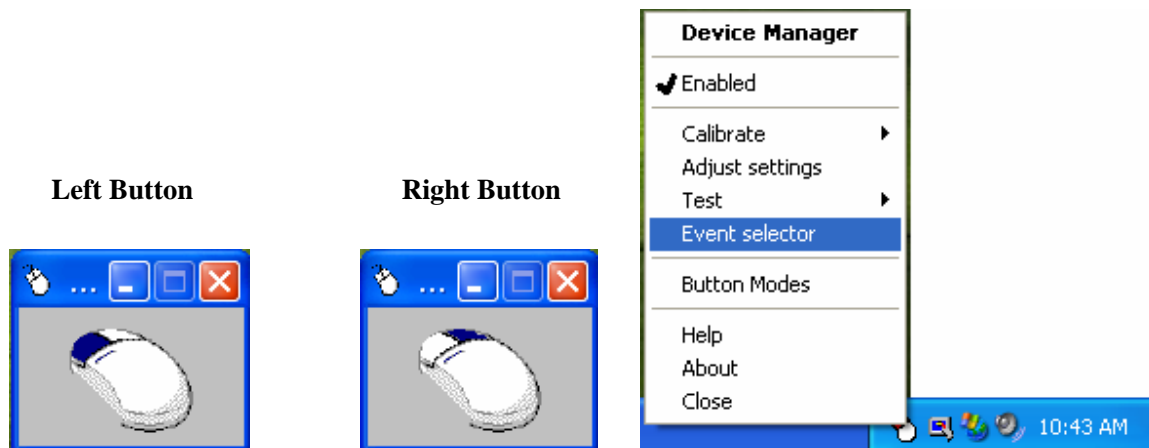 Left Button
...
Right Button
...
Device Manager
Enabled
Calibrate
Adjust settings
Test
Event selector
Button Modes
Help
About
Close
10:43 AM